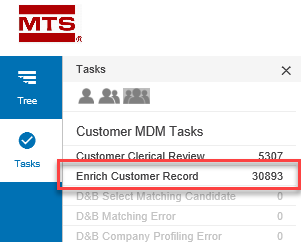 MTS
®
Tree
Tasks
Tasks
Customer MDM Tasks
Customer Clerical Review 5307
Enrich Customer Record 30893
D&B Select Matching Candidate 0
D&B Matching Error 0
D&B Company Profiling Error 0